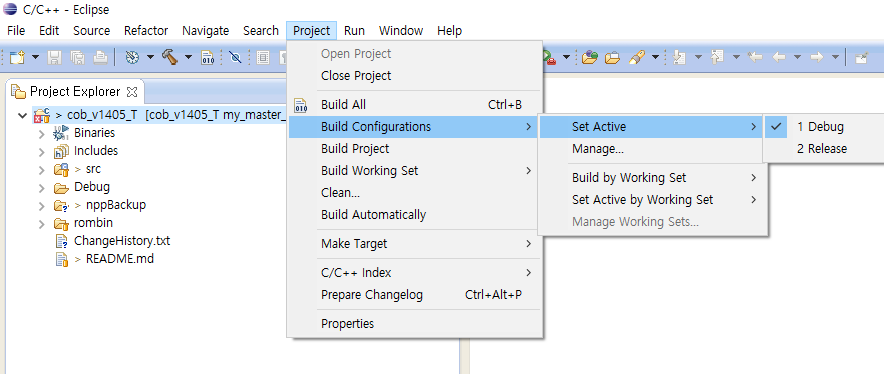 C/C++ - Eclipse
File Edit Source Refactor Navigate Search Project Run Window Help
Project Explorer
> cob_v1405_T [cob_v1405_T my_master_
Binaries
Includes
> src
Debug
> nppBackup
rombin
ChangeHistory.txt
> README.md
Open Project
Close Project
Build All Ctrl+B
Build Configurations
Build Project
Build Working Set
Clean...
Build Automatically
Make Target
C/C++ Index
Prepare Changelog Ctrl+Alt+P
Properties
Set Active
Manage...
Build by Working Set
Set Active by Working Set
Manage Working Sets...
1 Debug
2 Release